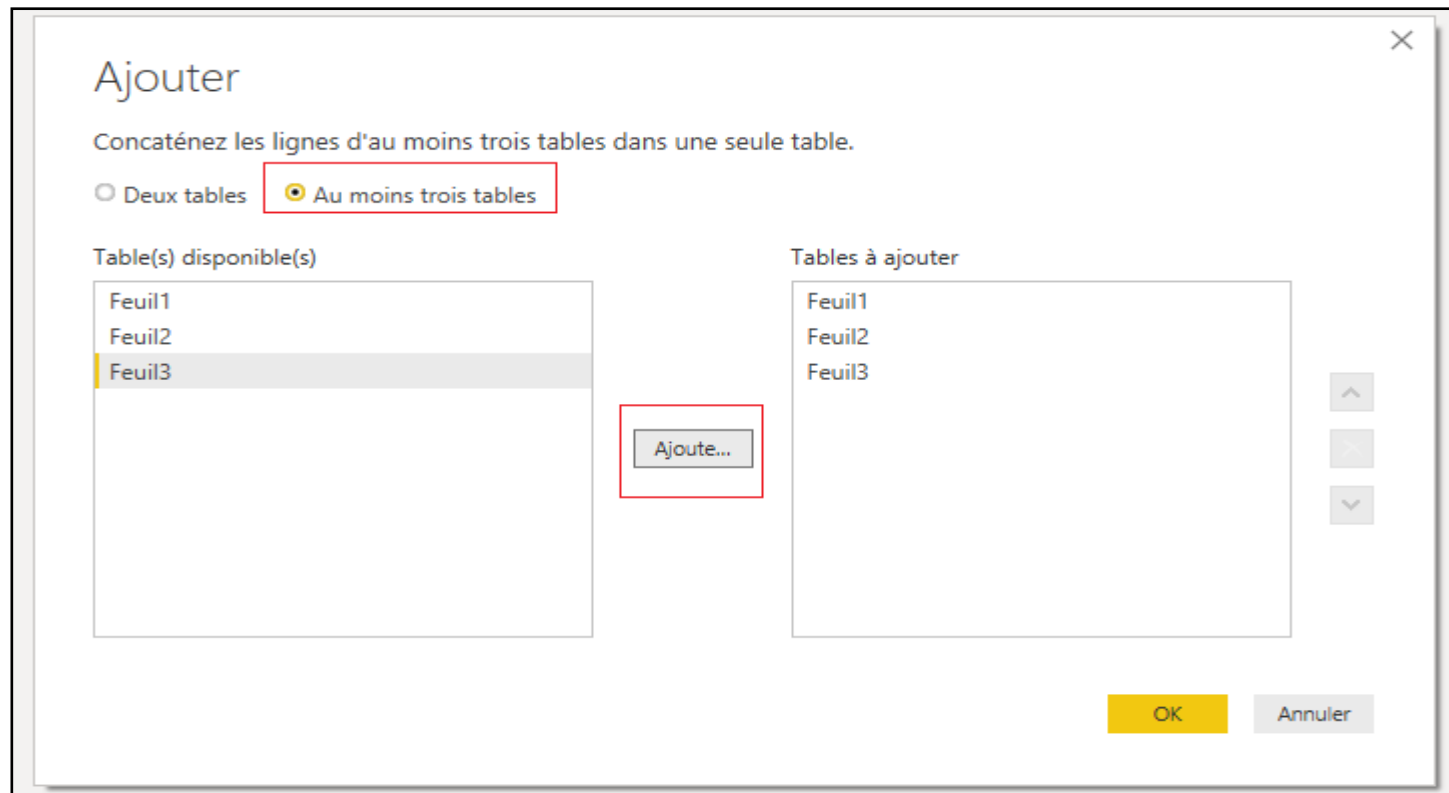 Ajouter
Concaténez les lignes d'au moins trois tables dans une seule table.
Deux tables Au moins trois tables
Table(s) disponible(s) Tables à ajouter
Feuil1 Feuil1
Feuil2 Feuil2
Feuil3 Feuil3
Ajoute...
OK Annuler